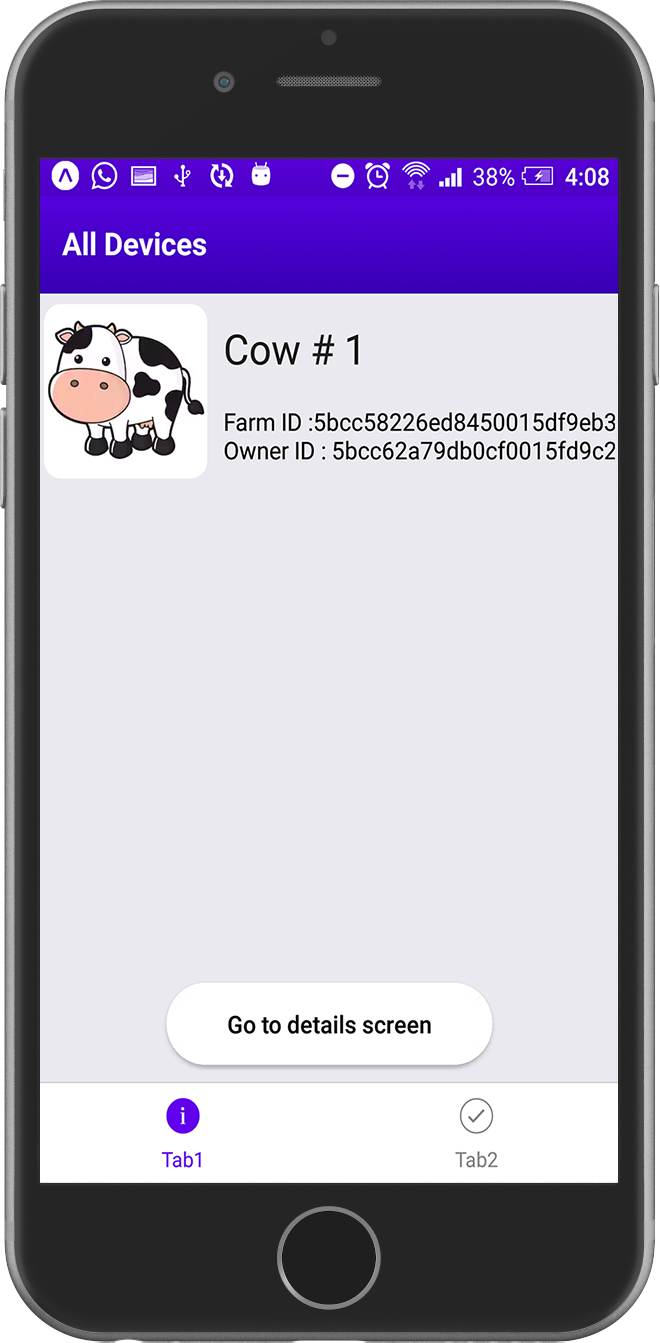 38% 4:08
All Devices
Cow # 1
Farm ID :5bcc58226ed8450015df9eb3
Owner ID : 5bcc62a79db0cf0015fd9c2
Go to details screen
i
Tab1
Tab2